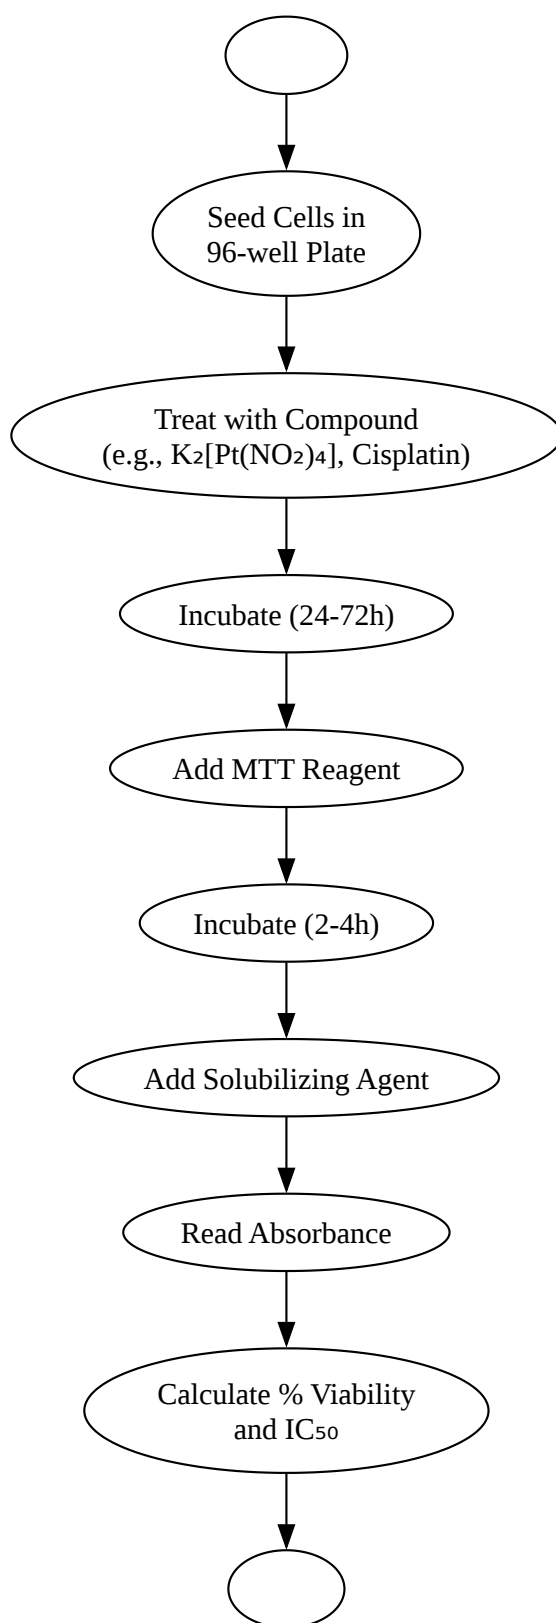 Seed Cells in
96-well Plate
Treat with Compound
(e.g., K₂[Pt(NO₂)₄], Cisplatin)
Incubate (24-72h)
Add MTT Reagent
Incubate (2-4h)
Add Solubilizing Agent
Read Absorbance
Calculate % Viability
and IC₅₀